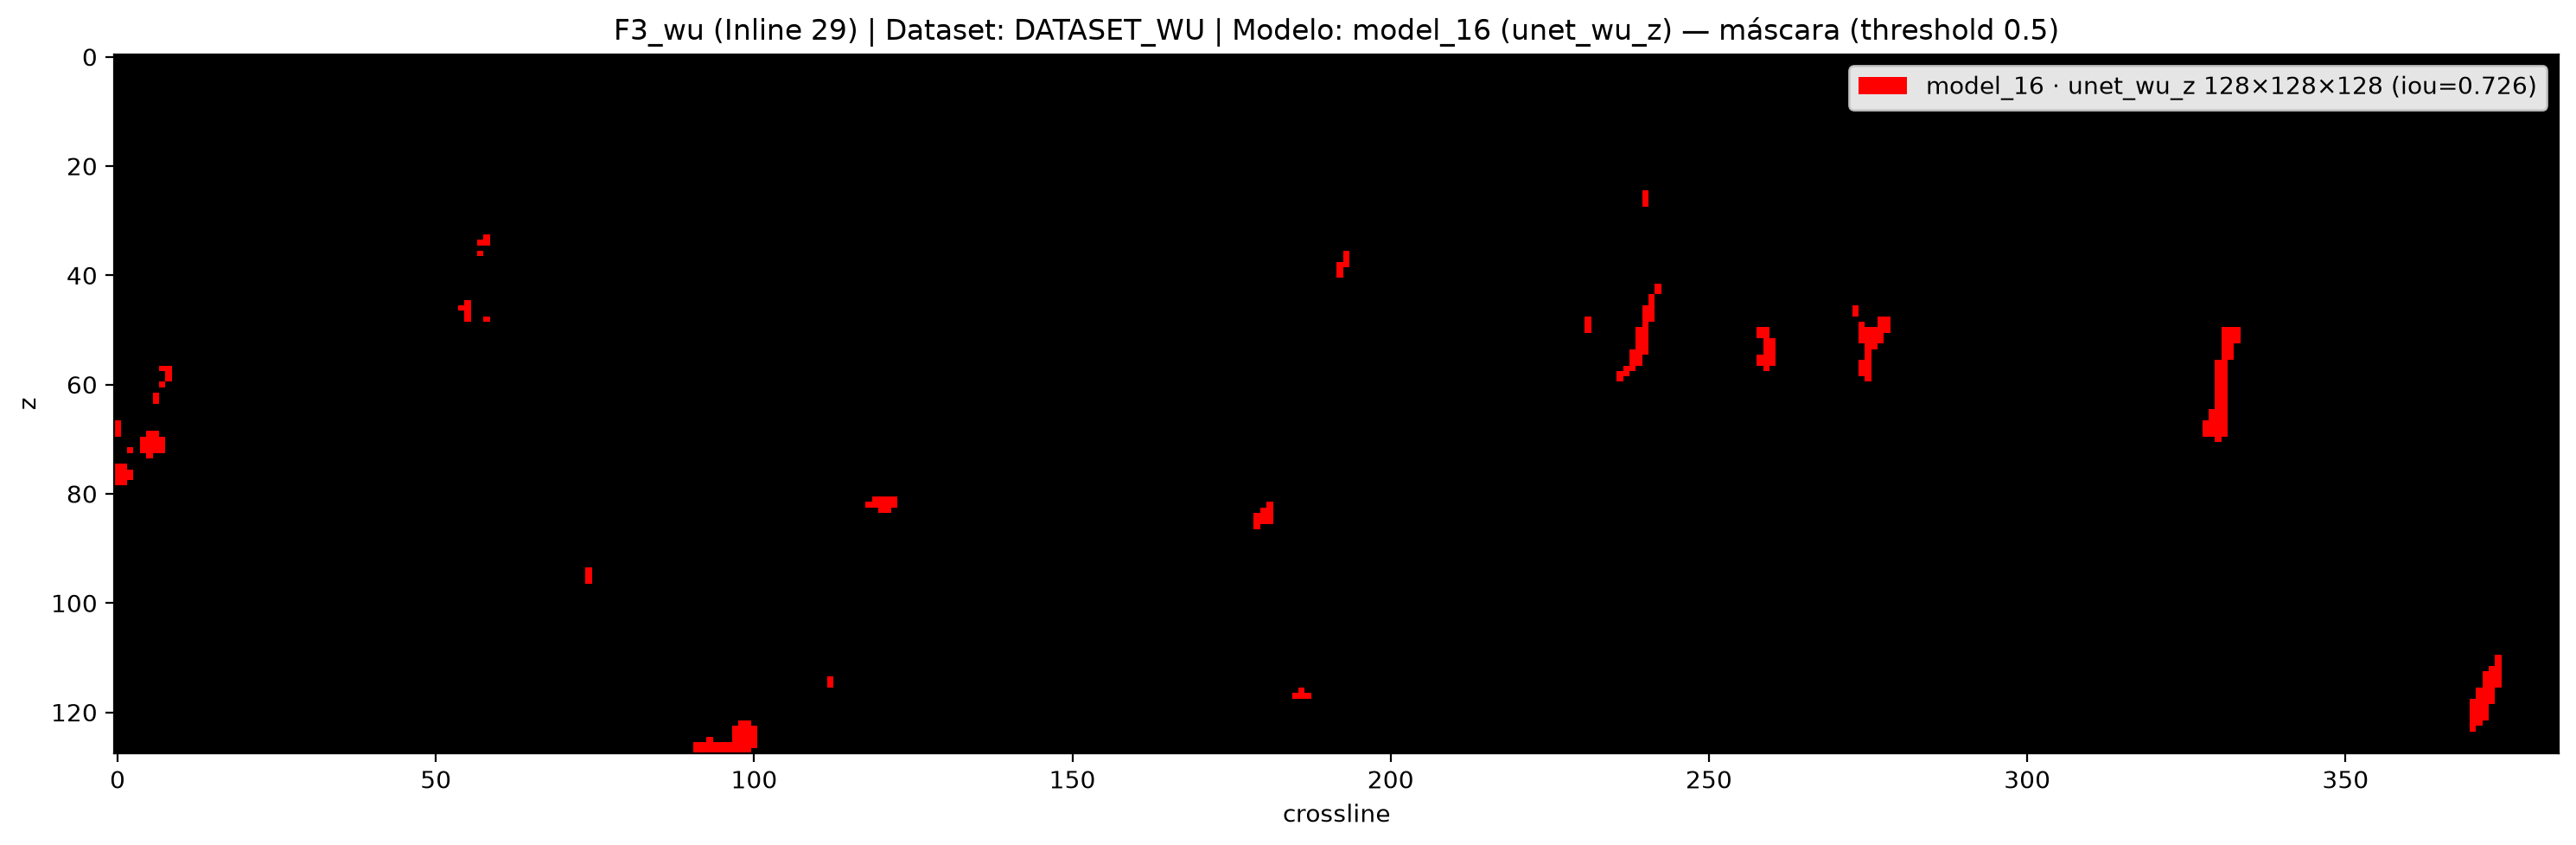 F3_wu (Inline 29) | Dataset: DATASET_WU | Modelo: model_16 (unet_wu_z) — máscara (threshold 0.5)
model_16 · unet_wu_z 128×128×128 (iou=0.726)
0
20
40
60
80
100
120
z
0 50 100 150 200 250 300 350
crossline